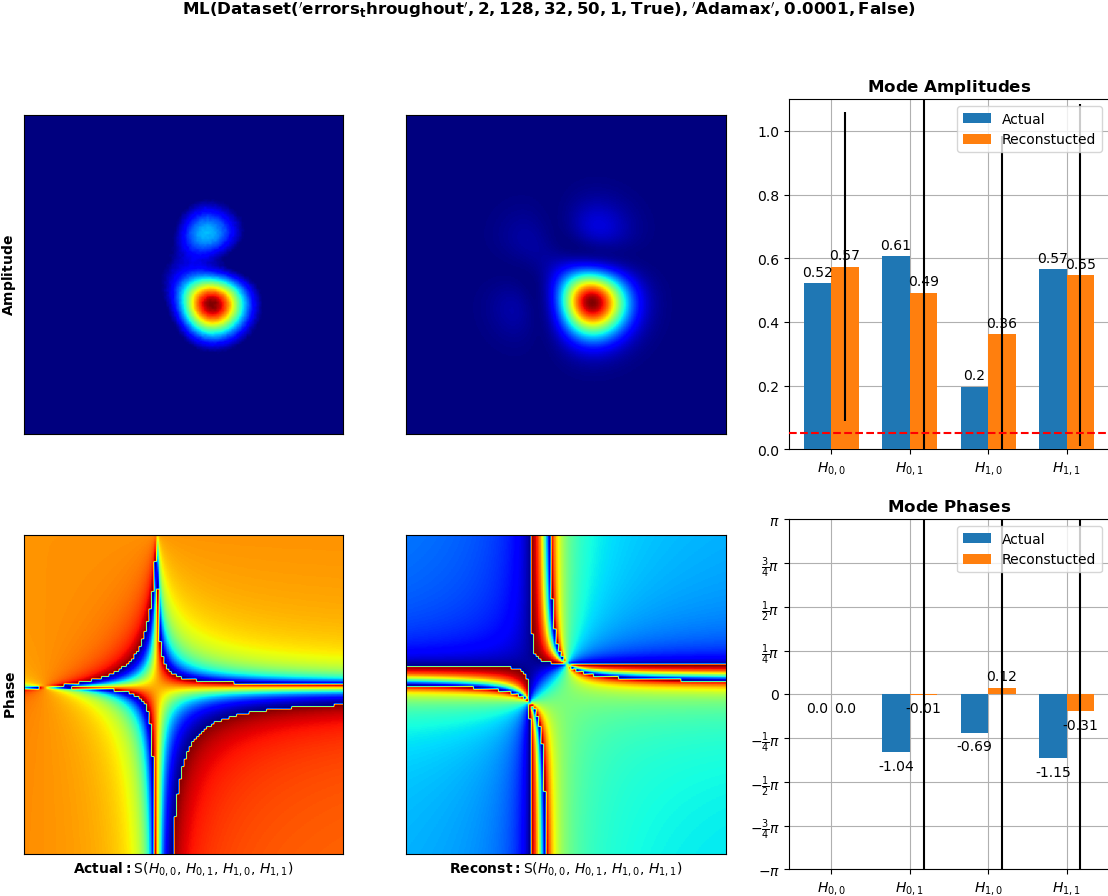 ML(Dataset('errors_throughout', 2, 128, 32, 50, 1, True), 'Adamax', 0.0001, False)
Amplitude
Mode Amplitudes
Actual
Reconstucted
1.0
0.8
0.6
0.4
0.2
0.0
0.52
0.57
0.61
0.49
0.2
0.36
0.57
0.55
H0,0
H0,1
H1,0
H1,1
Phase
Actual: S(H0,0, H0,1, H1,0, H1,1)
Reconst: S(H0,0, H0,1, H1,0, H1,1)
Mode Phases
Actual
Reconstucted
π
3/4π
1/2π
1/4π
0
−1/4π
−1/2π
−3/4π
−π
0.0
0.0
-1.04
-0.01
-0.69
0.12
-1.15
-0.31
H0,0
H0,1
H1,0
H1,1